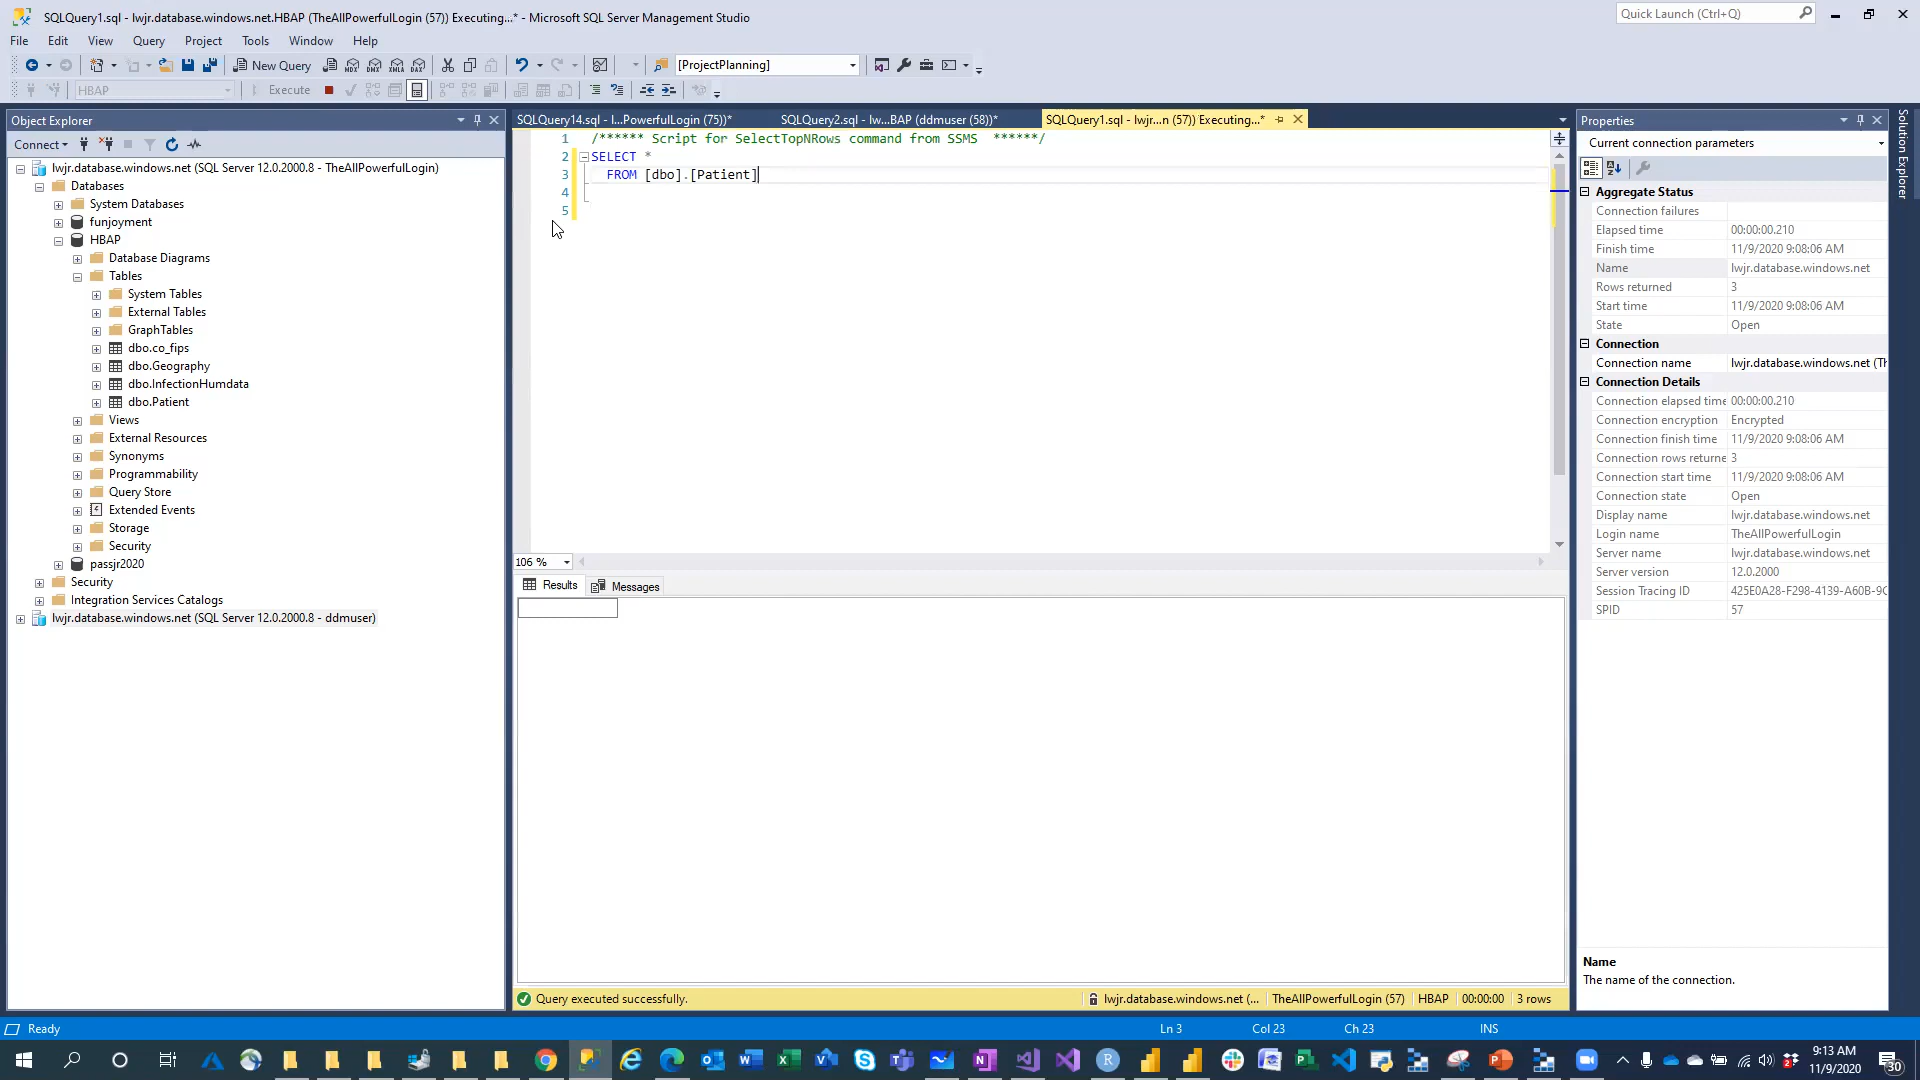 SQLQuery1.sql - lwjr.database.windows.net.HBAP (TheAllPowerfulLogin (57)) Executing...* - Microsoft SQL Server Management Studio
Quick Launch (Ctrl+Q)
File Edit View Query Project Tools Window Help
New Query
MDX DMX XMLA DAX
[ProjectPlanning]
HBAP
Execute
Object Explorer
Connect
lwjr.database.windows.net (SQL Server 12.0.2000.8 - TheAllPowerfulLogin)
Databases
System Databases
funjoyment
HBAP
Database Diagrams
Tables
System Tables
External Tables
GraphTables
dbo.co_fips
dbo.Geography
dbo.InfectionHumdata
dbo.Patient
Views
External Resources
Synonyms
Programmability
Query Store
Extended Events
Storage
Security
passjr2020
Security
Integration Services Catalogs
lwjr.database.windows.net (SQL Server 12.0.2000.8 - ddmuser)
SQLQuery14.sql - l...PowerfulLogin (75))*
SQLQuery2.sql - lw...BAP (ddmuser (58))*
SQLQuery1.sql - lwjr...n (57)) Executing...*
1 /****** Script for SelectTopNRows command from SSMS ******/
2 SELECT *
3 FROM [dbo].[Patient]
4
5
106 %
Results Messages
Query executed successfully.
lwjr.database.windows.net (... TheAllPowerfulLogin (57) HBAP 00:00:00 3 rows
Properties
Current connection parameters
Aggregate Status
Connection failures
Elapsed time 00:00:00.210
Finish time 11/9/2020 9:08:06 AM
Name lwjr.database.windows.net
Rows returned 3
Start time 11/9/2020 9:08:06 AM
State Open
Connection
Connection name lwjr.database.windows.net (Th
Connection Details
Connection elapsed time 00:00:00.210
Connection encryption Encrypted
Connection finish time 11/9/2020 9:08:06 AM
Connection rows returne 3
Connection start time 11/9/2020 9:08:06 AM
Connection state Open
Display name lwjr.database.windows.net
Login name TheAllPowerfulLogin
Server name lwjr.database.windows.net
Server version 12.0.2000
Session Tracing ID 425E0A28-F298-4139-A60B-9C
SPID 57
Name
The name of the connection.
Solution Explorer
Ready
Ln 3 Col 23 Ch 23 INS
9:13 AM
11/9/2020
30